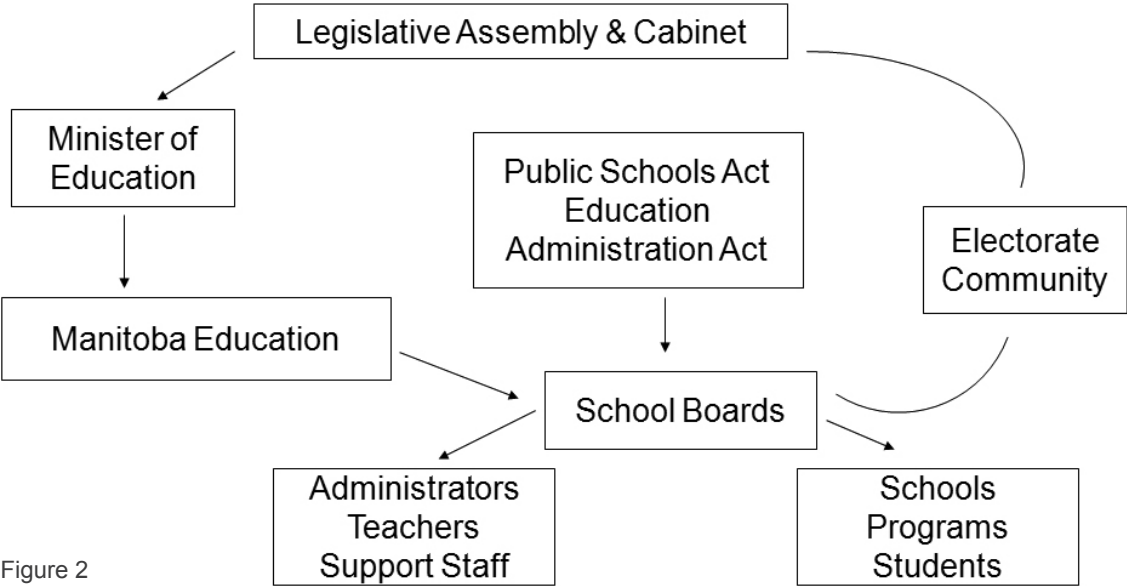 Legislative Assembly & Cabinet
Minister of
Education
Public Schools Act
Education
Administration Act
Electorate
Community
Manitoba Education
School Boards
Administrators
Teachers
Support Staff
Schools
Programs
Students
Figure 2